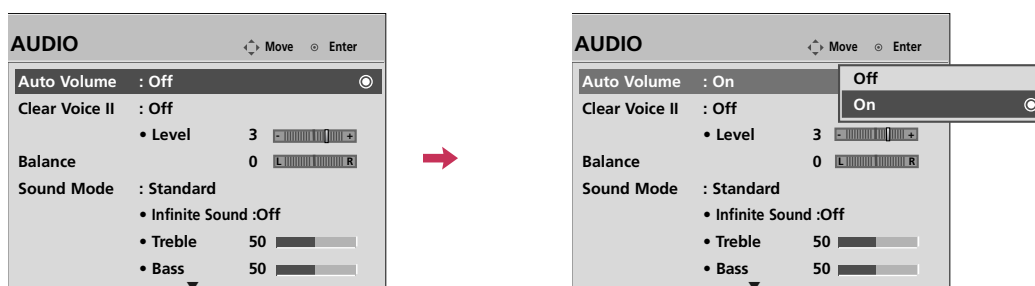 AUDIO
Move Enter
Auto Volume : Off
Clear Voice II : Off
• Level 3 - +
Balance 0 L R
Sound Mode : Standard
• Infinite Sound :Off
• Treble 50
• Bass 50
AUDIO
Move Enter
Auto Volume : On
Off
On
Clear Voice II : Off
• Level 3 - +
Balance 0 L R
Sound Mode : Standard
• Infinite Sound :Off
• Treble 50
• Bass 50